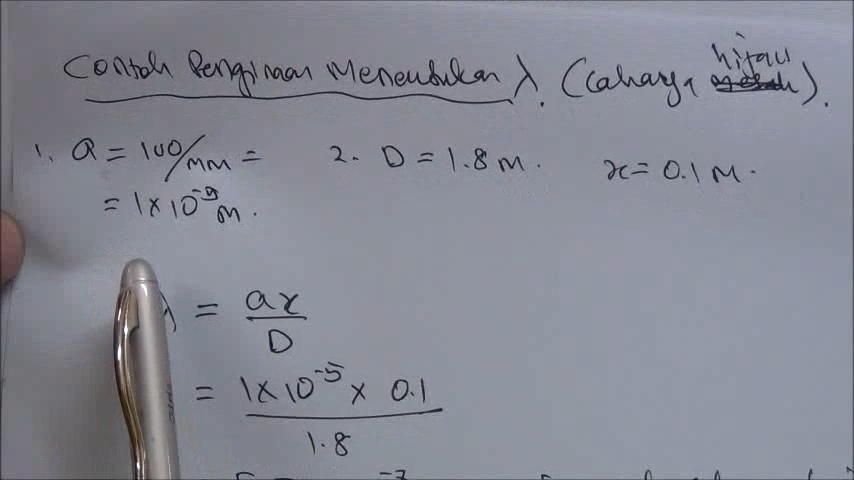 Contoh Pengiraan Menentukan λ. (Cahaya hijau).
1. a = 100/mm =
= 1 × 10⁻⁵ m.
2. D = 1.8 m.
x = 0.1 m.
λ = ax/D
= 1×10⁻⁵ × 0.1 / 1.8